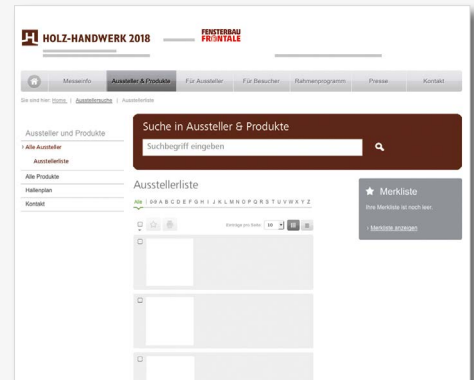 HOLZ-HANDWERK 2018
FENSTERBAU
FRONTALE
Messeinfo Aussteller & Produkte Für Aussteller Für Besucher Rahmenprogramm Presse Kontakt
Sie sind hier: Home | Ausstellersuche | Ausstellerliste
Aussteller und Produkte
› Alle Aussteller
Ausstellerliste
Alle Produkte
Hallenplan
Kontakt
Suche in Aussteller & Produkte
Suchbegriff eingeben
Ausstellerliste
Alle | 0-9 A B C D E F G H I J K L M N O P Q R S T U V W X Y Z
Einträge pro Seite: 10
Merkliste
Ihre Merkliste ist noch leer.
› Merkliste anzeigen